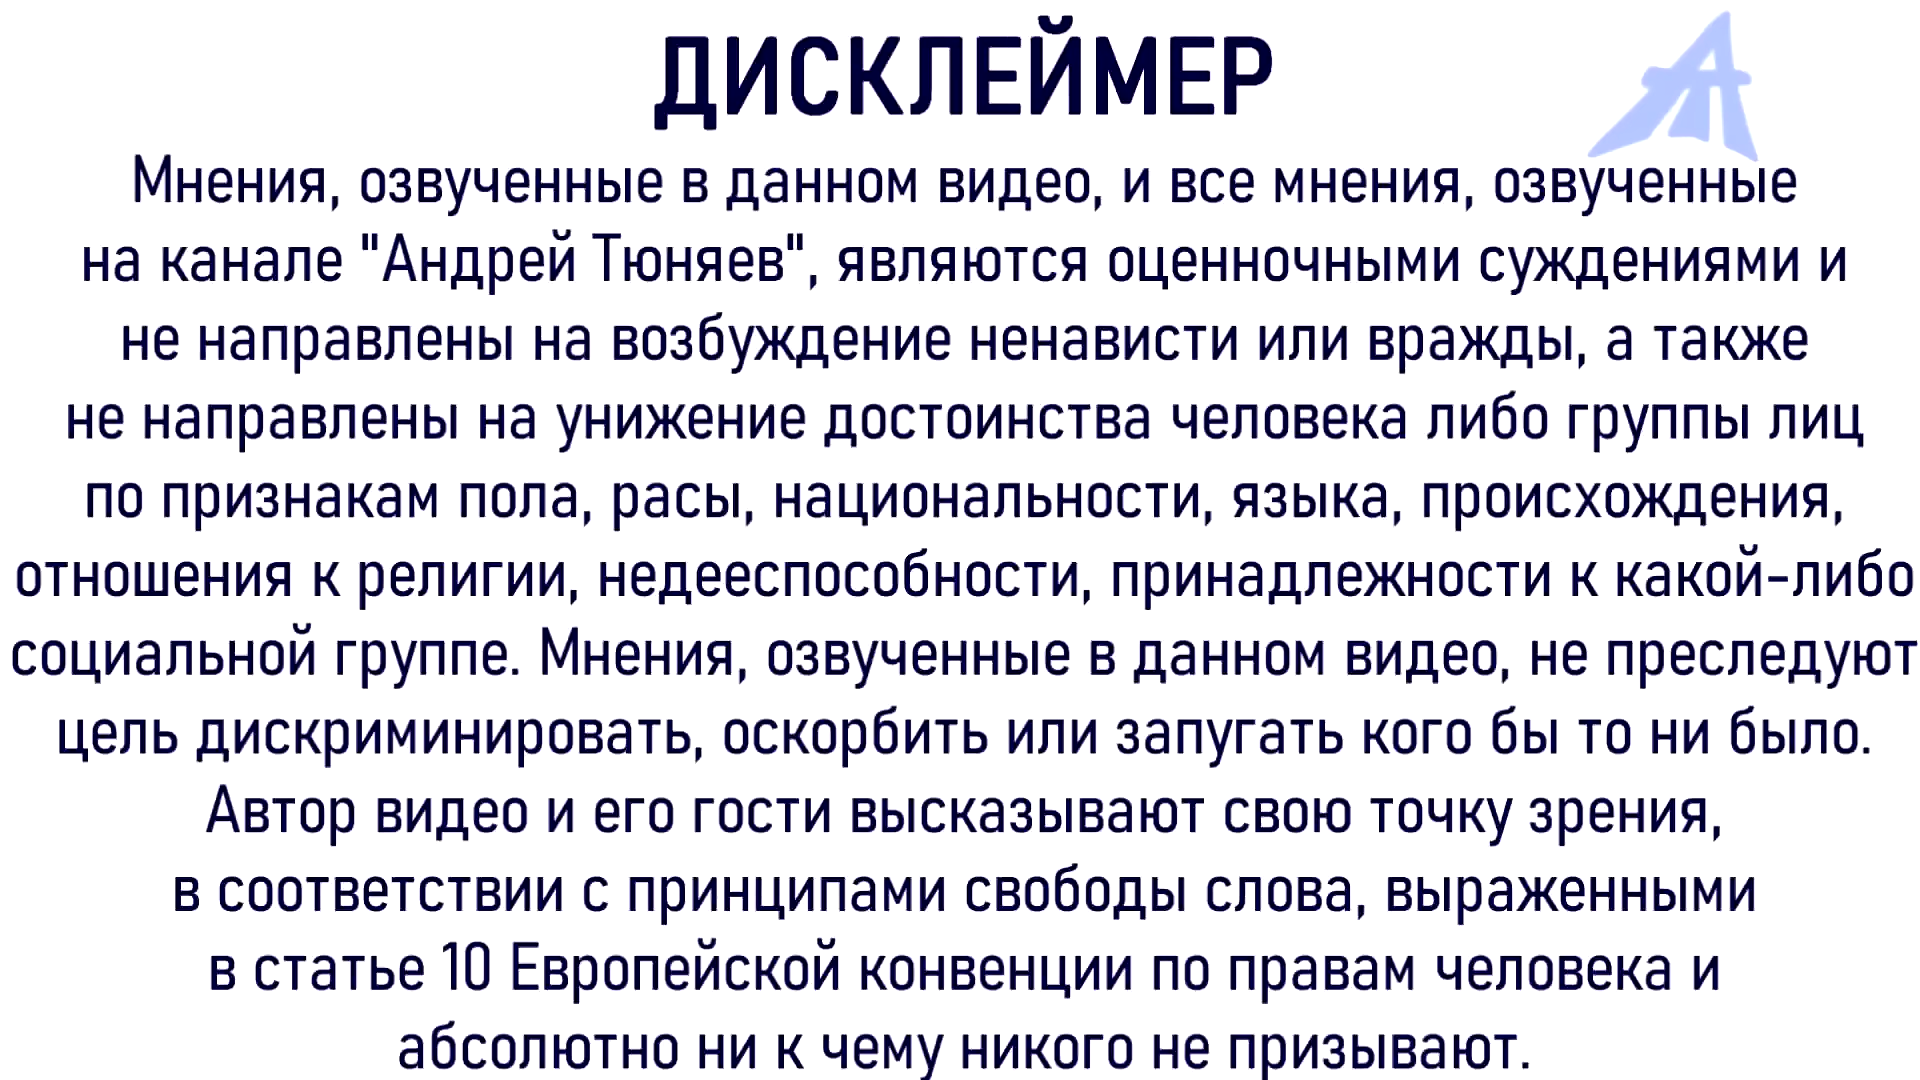 ДИСКЛЕЙМЕР
Мнения, озвученные в данном видео, и все мнения, озвученные
на канале "Андрей Тюняев", являются оценночными суждениями и
не направлены на возбуждение ненависти или вражды, а также
не направлены на унижение достоинства человека либо группы лиц
по признакам пола, расы, национальности, языка, происхождения,
отношения к религии, недееспособности, принадлежности к какой-либо
социальной группе. Мнения, озвученные в данном видео, не преследуют
цель дискриминировать, оскорбить или запугать кого бы то ни было.
Автор видео и его гости высказывают свою точку зрения,
в соответствии с принципами свободы слова, выраженными
в статье 10 Европейской конвенции по правам человека и
абсолютно ни к чему никого не призывают.